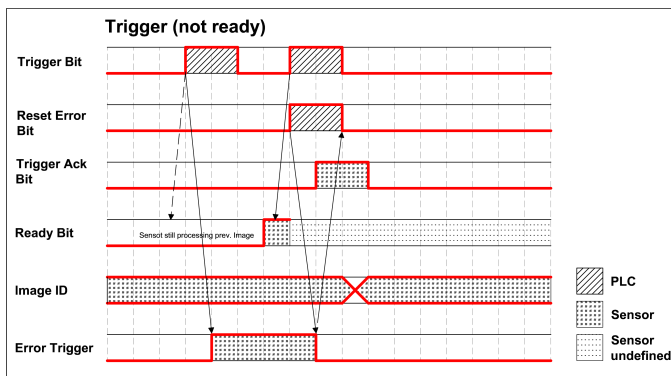 Trigger (not ready)
Trigger Bit
Reset Error
Bit
Trigger Ack
Bit
Ready Bit
Sensot still processing prev. Image
Image ID
Error Trigger
PLC
Sensor
Sensor
undefined